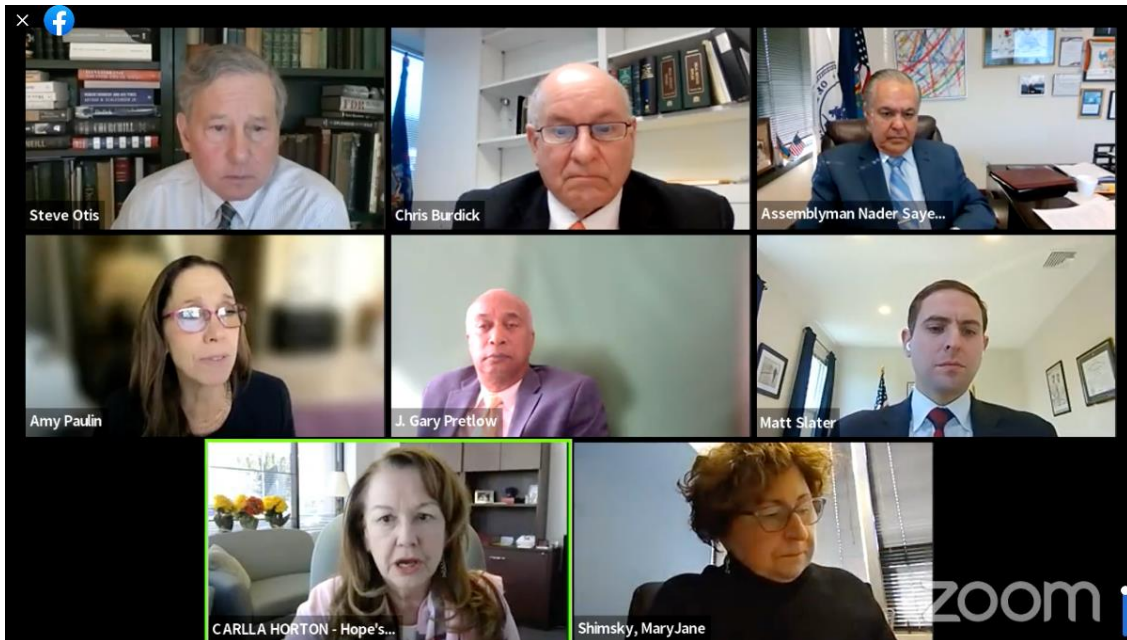 Steve Otis
Chris Burdick
Assemblyman Nader Saye...
Amy Paulin
J. Gary Pretlow
Matt Slater
CARLLA HORTON - Hope's...
Shimsky, MaryJane
zoom